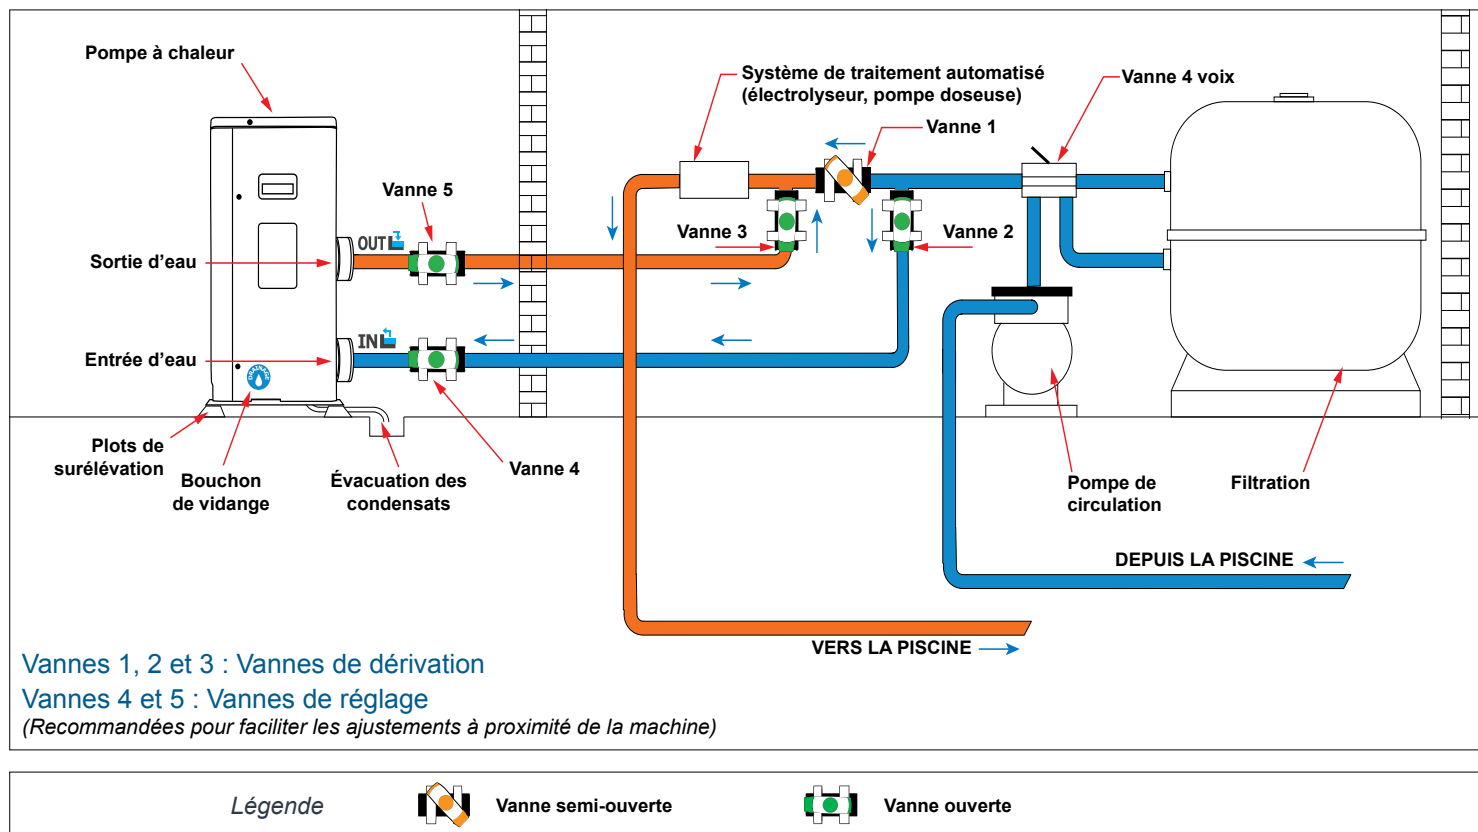 Pompe à chaleur
Système de traitement automatisé
(électrolyseur, pompe doseuse)
Vanne 4 voix
Vanne 1
Vanne 5
Vanne 3
Vanne 2
OUT
Sortie d'eau
IN
Entrée d'eau
Plots de
surélévation
Bouchon
de vidange
Évacuation des
condensats
Vanne 4
Pompe de
circulation
Filtration
DEPUIS LA PISCINE
VERS LA PISCINE
Vannes 1, 2 et 3 : Vannes de dérivation
Vannes 4 et 5 : Vannes de réglage
(Recommandées pour faciliter les ajustements à proximité de la machine)
Légende
Vanne semi-ouverte
Vanne ouverte